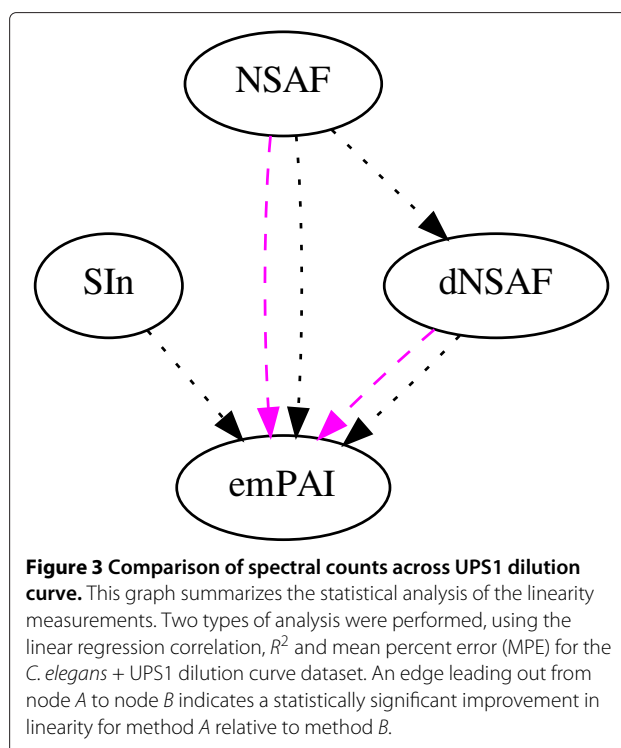 NSAF
SIn
dNSAF
emPAI
Figure 3 Comparison of spectral counts across UPS1 dilution
curve. This graph summarizes the statistical analysis of the linearity
measurements. Two types of analysis were performed, using the
linear regression correlation, R² and mean percent error (MPE) for the
C. elegans + UPS1 dilution curve dataset. An edge leading out from
node A to node B indicates a statistically significant improvement in
linearity for method A relative to method B.